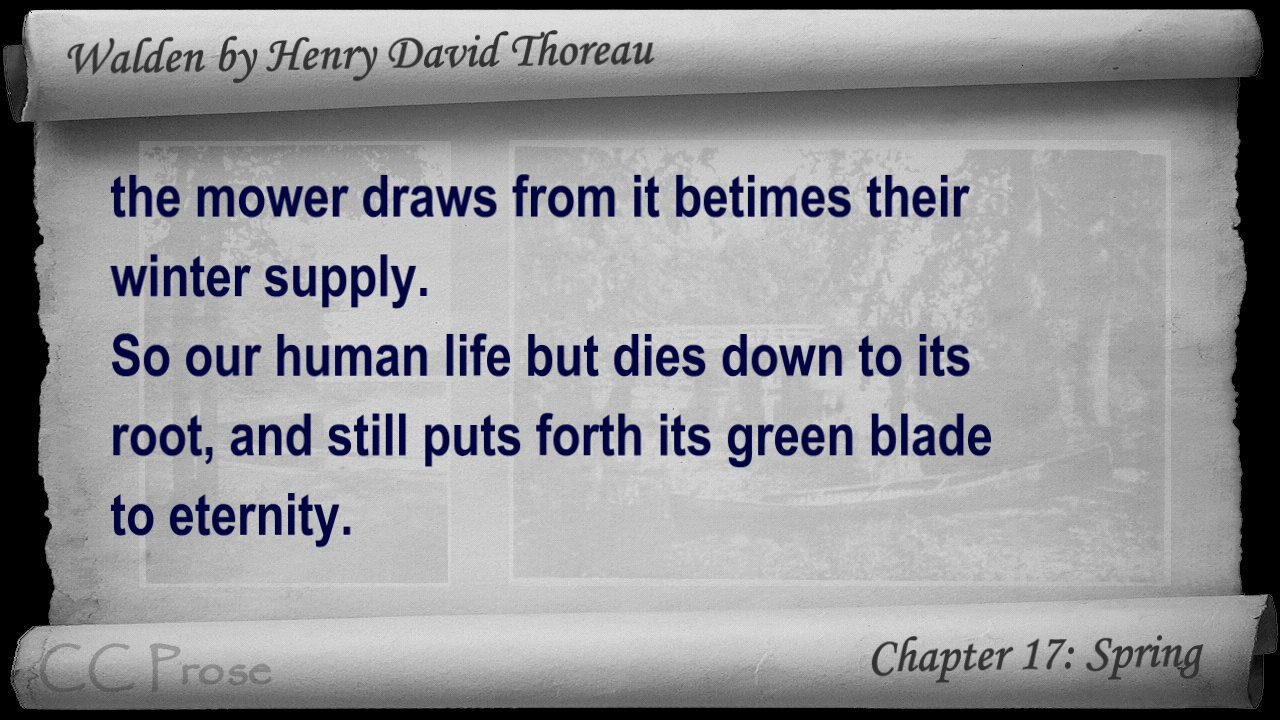 Walden by Henry David Thoreau
the mower draws from it betimes their
winter supply.
So our human life but dies down to its
root, and still puts forth its green blade
to eternity.
CC Prose
Chapter 17: Spring